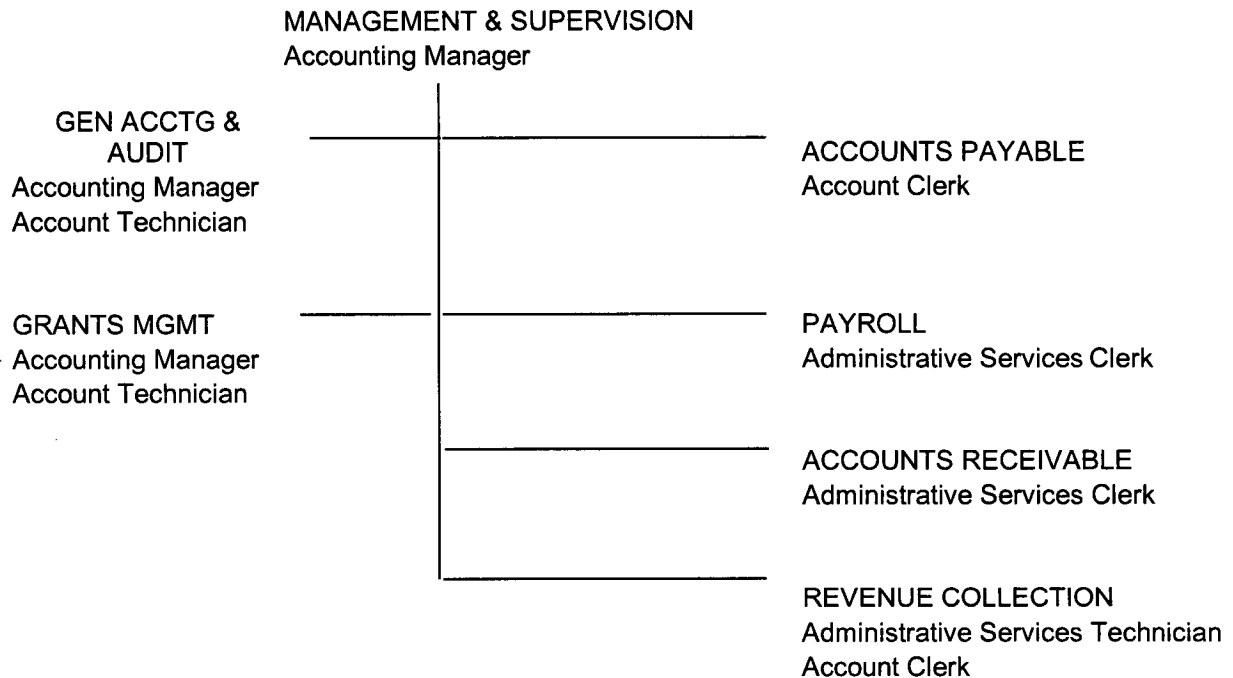 MANAGEMENT & SUPERVISION
Accounting Manager
GEN ACCTG &
AUDIT
Accounting Manager
Account Technician
ACCOUNTS PAYABLE
Account Clerk
GRANTS MGMT
Accounting Manager
Account Technician
PAYROLL
Administrative Services Clerk
ACCOUNTS RECEIVABLE
Administrative Services Clerk
REVENUE COLLECTION
Administrative Services Technician
Account Clerk